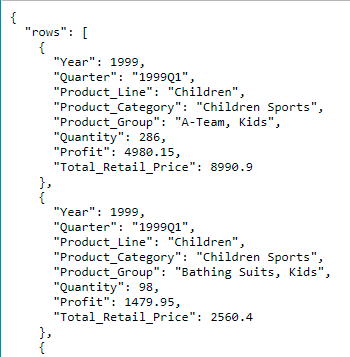 {
  "rows": [
    {
      "Year": 1999,
      "Quarter": "1999Q1",
      "Product_Line": "Children",
      "Product_Category": "Children Sports",
      "Product_Group": "A-Team, Kids",
      "Quantity": 286,
      "Profit": 4980.15,
      "Total_Retail_Price": 8990.9
    },
    {
      "Year": 1999,
      "Quarter": "1999Q1",
      "Product_Line": "Children",
      "Product_Category": "Children Sports",
      "Product_Group": "Bathing Suits, Kids",
      "Quantity": 98,
      "Profit": 1479.95,
      "Total_Retail_Price": 2560.4
    },
    {